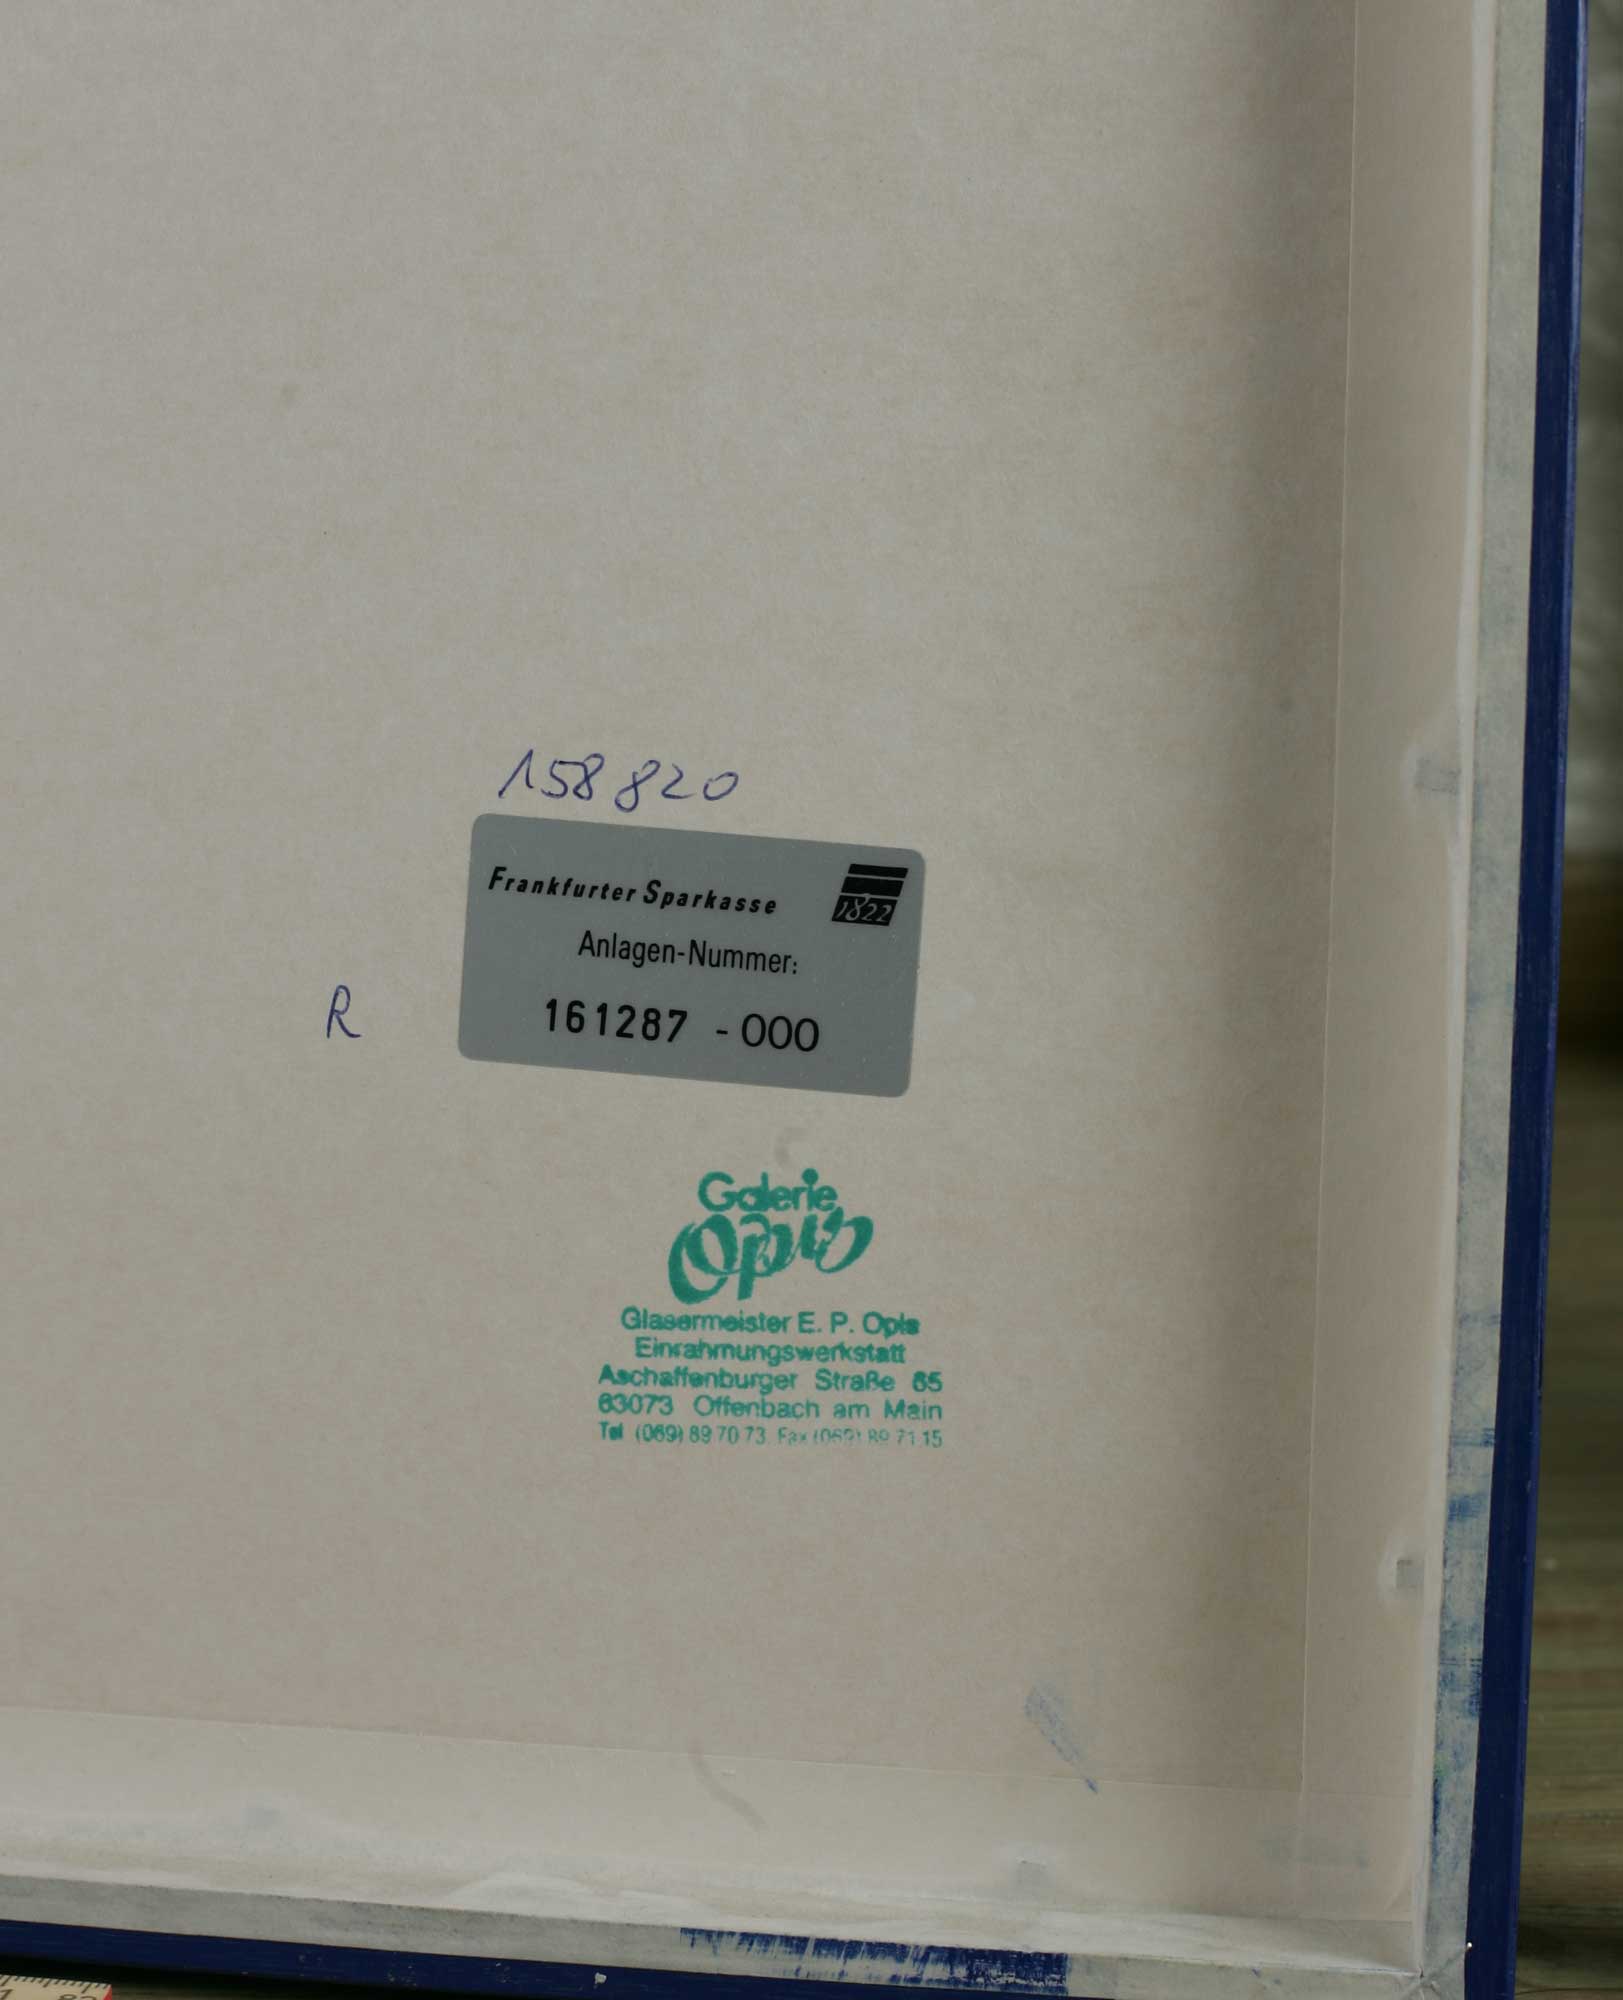 158820
Frankfurter Sparkasse
1822
Anlagen-Nummer:
R
161287 - 000
Galerie
Opis
Glasermeister E. P. Opis
Einrahmungswerkstatt
Aschaffenburger Straße 65
63073 Offenbach am Main
Tel (069) 89 70 73 Fax (069) 89 71 15